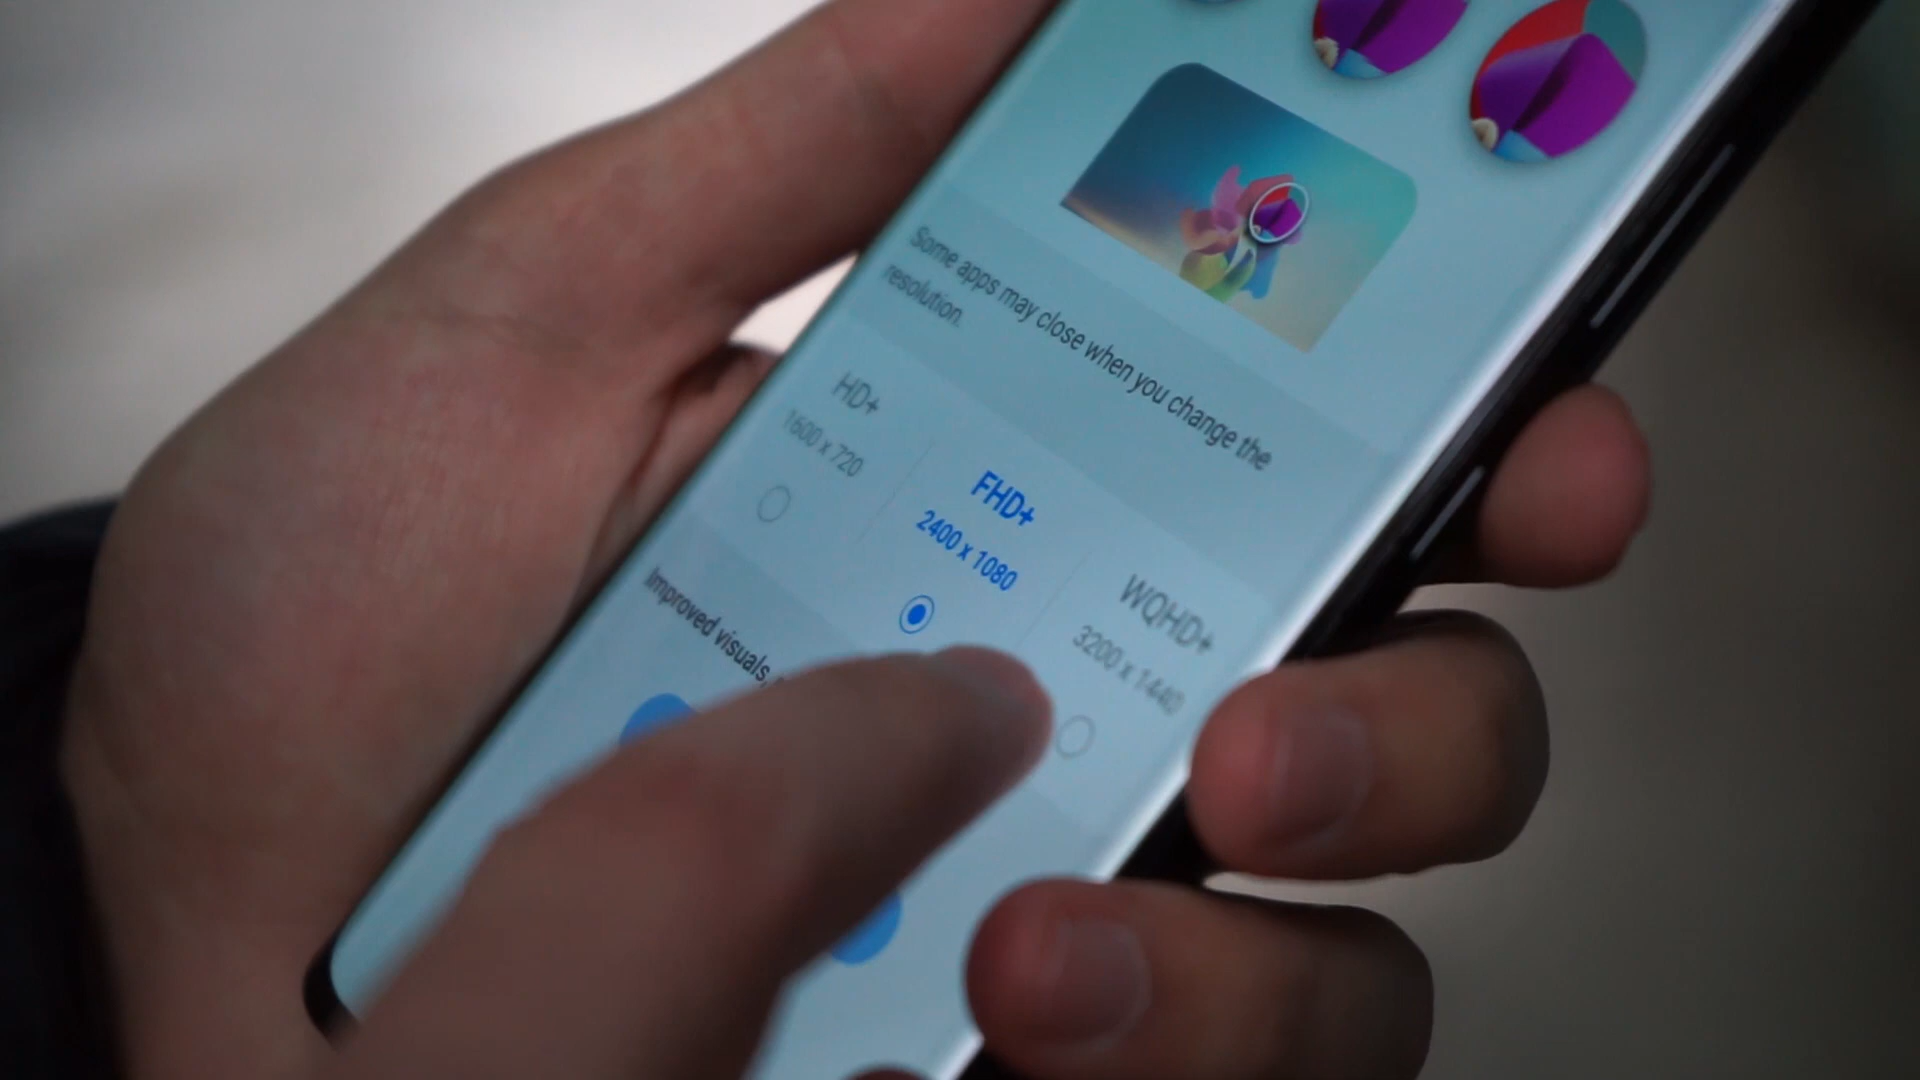 Some apps may close when you change the
resolution.
HD+
1600 x 720
FHD+
2400 x 1080
WQHD+
3200 x 1440
Improved visuals,